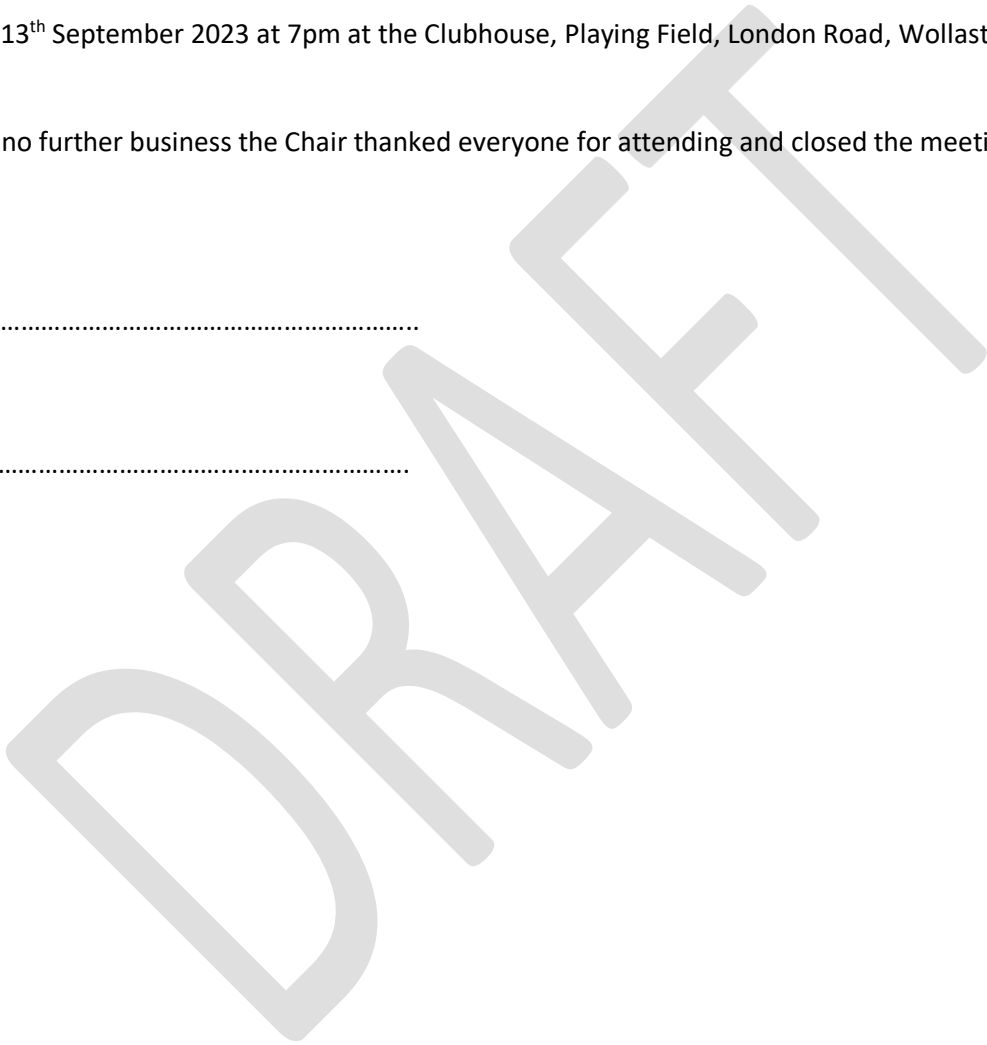 13th September 2023 at 7pm at the Clubhouse, Playing Field, London Road, Wollast
no further business the Chair thanked everyone for attending and closed the meeti
…………………………………………………………..
………………………………………………………….
DRAFT